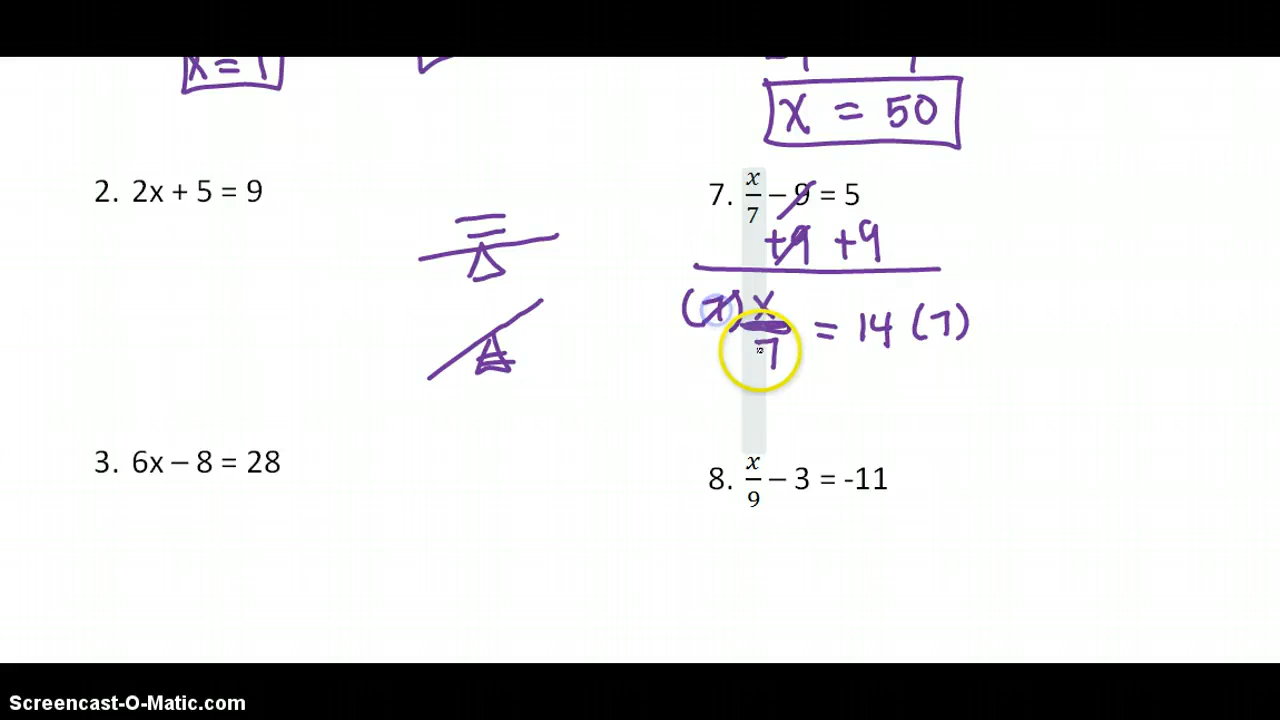 x = 1
x = 50
2. 2x + 5 = 9
7. x/7 – 9 = 5
+9 +9
(7) x/7 = 14 (7)
3. 6x – 8 = 28
8. x/9 – 3 = -11
Screencast-O-Matic.com